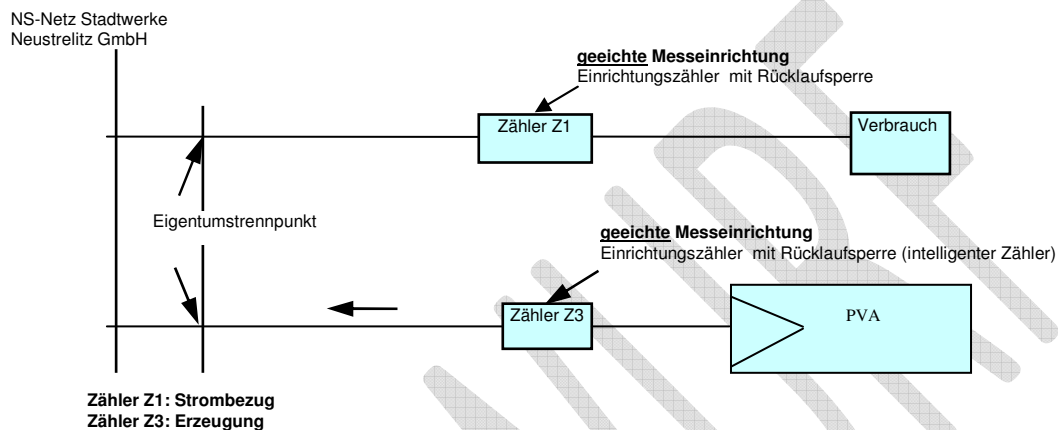 NS-Netz Stadtwerke
Neustrelitz GmbH
geeichte Messeinrichtung
Einrichtungszähler mit Rücklaufsperre
Zähler Z1
Verbrauch
Eigentumstrennpunkt
geeichte Messeinrichtung
Einrichtungszähler mit Rücklaufsperre (intelligenter Zähler)
Zähler Z3
PVA
Zähler Z1: Strombezug
Zähler Z3: Erzeugung